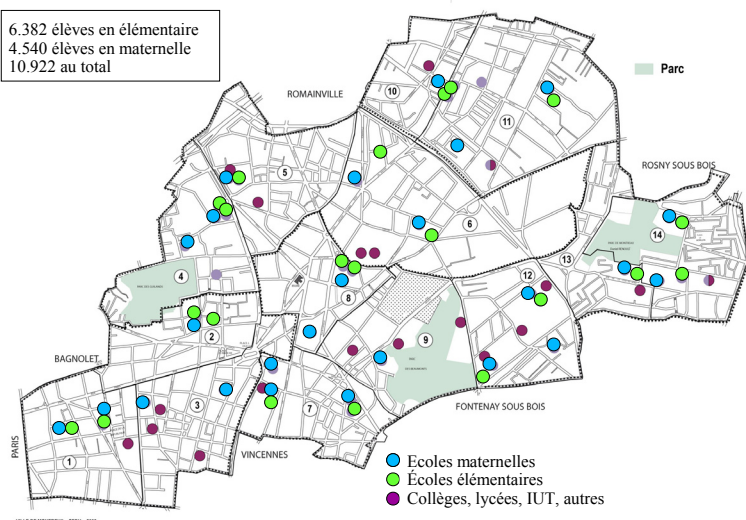 6.382 élèves en élémentaire
4.540 élèves en maternelle
10.922 au total
Parc
ROMAINVILLE
10
11
5
ROSNY SOUS BOIS
6
14
13
4
12
8
2
9
BAGNOLET
3
7
FONTENAY SOUS BOIS
PARIS
1
VINCENNES
Ecoles maternelles
Écoles élémentaires
Collèges, lycées, IUT, autres